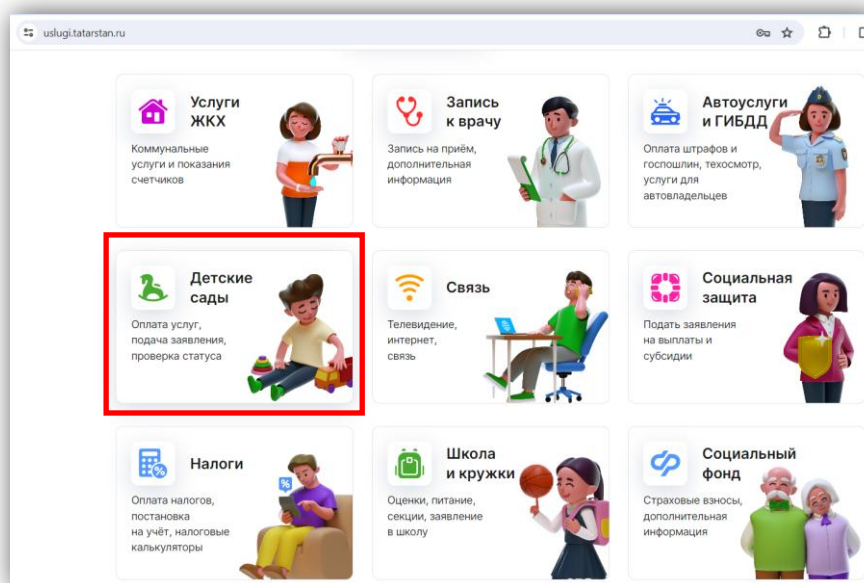 uslugi.tatarstan.ru
Услуги
ЖКХ
Коммунальные
услуги и показания
счетчиков
Запись
к врачу
Запись на приём,
дополнительная
информация
Автоуслуги
и ГИБДД
Оплата штрафов и
госпошлин, техосмотр,
услуги для
автовладельцев
Детские
сады
Оплата услуг,
подача заявления,
проверка статуса
Связь
Телевидение,
интернет,
связь
Социальная
защита
Подать заявления
на выплаты и
субсидии
Налоги
Оплата налогов,
постановка
на учёт, налоговые
калькуляторы
Школа
и кружки
Оценки, питание,
секции, заявление
в школу
Социальный
фонд
Страховые взносы,
дополнительная
информация